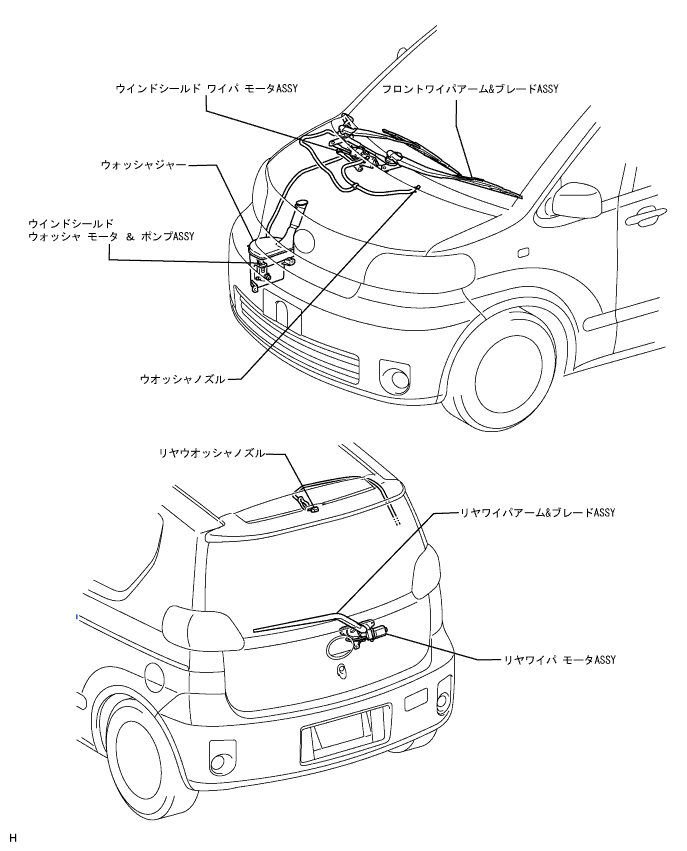 ウインドシールド ワイパ モータASSY
フロントワイパアーム&ブレードASSY
ウォッシャジャー
ウインドシールド
ウォッシャ モータ & ポンプASSY
ウオッシャノズル
リヤウオッシャノズル
リヤワイパアーム&ブレードASSY
リヤワイパ モータASSY
H